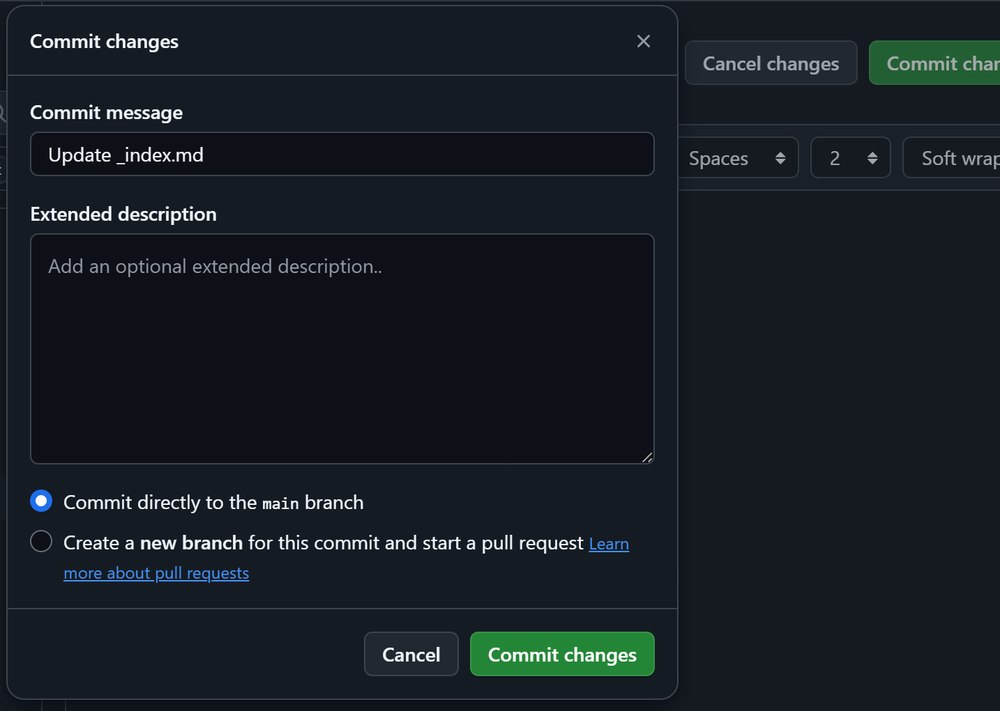 Commit changes
Cancel changes
Commit char
Commit message
Update _index.md
Spaces
2
Soft wrap
Extended description
Add an optional extended description..
Commit directly to the main branch
Create a new branch for this commit and start a pull request Learn
more about pull requests
Cancel
Commit changes